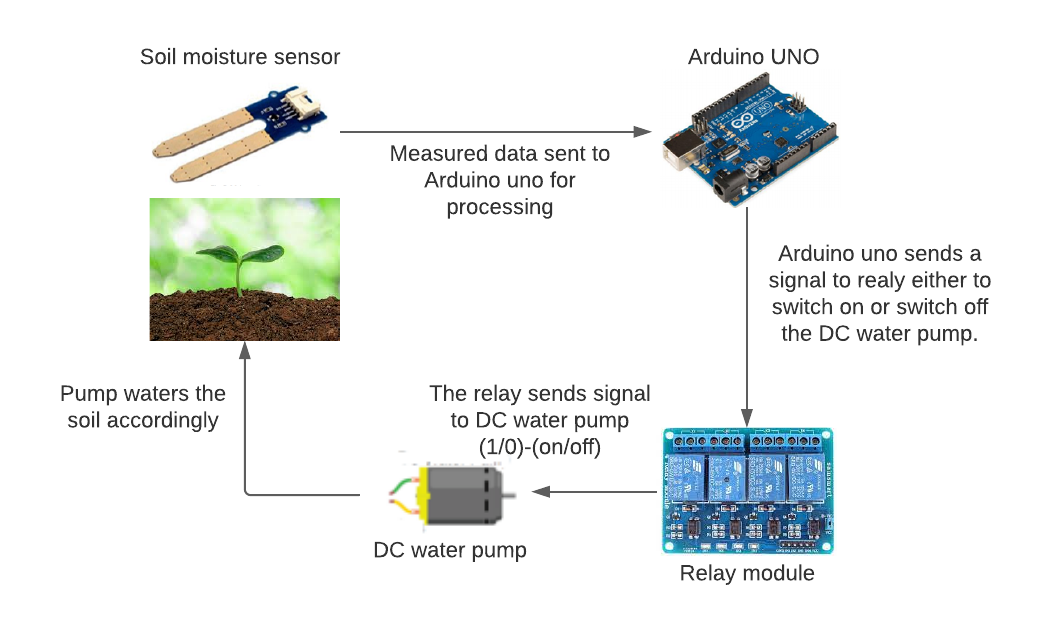 Soil moisture sensor
Arduino UNO
Measured data sent to
Arduino uno for
processing
Arduino uno sends a
signal to realy either to
switch on or switch off
the DC water pump.
Pump waters the
soil accordingly
The relay sends signal
to DC water pump
(1/0)-(on/off)
DC water pump
Relay module